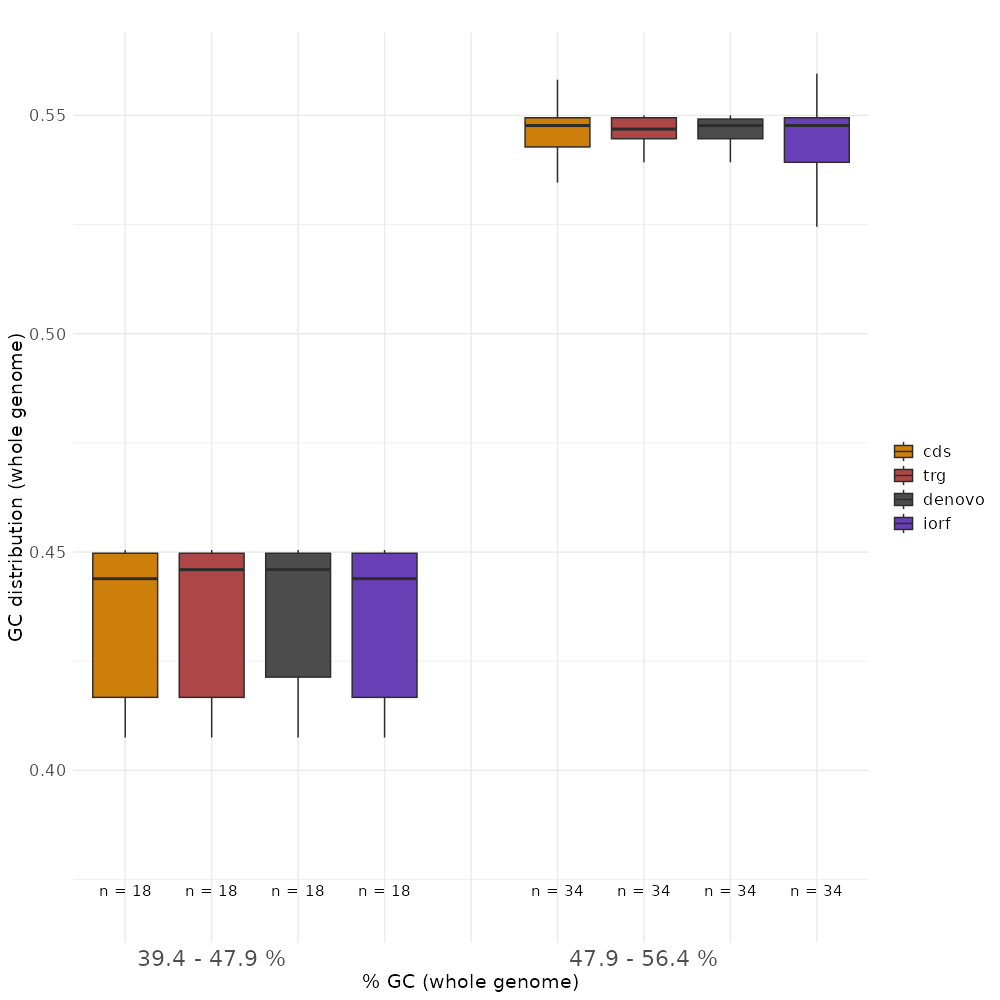 GC distribution (whole genome)
0.55
0.50
0.45
0.40
n = 18
n = 18
n = 18
n = 18
n = 34
n = 34
n = 34
n = 34
39.4 - 47.9 %
47.9 - 56.4 %
% GC (whole genome)
cds
trg
denovo
iorf